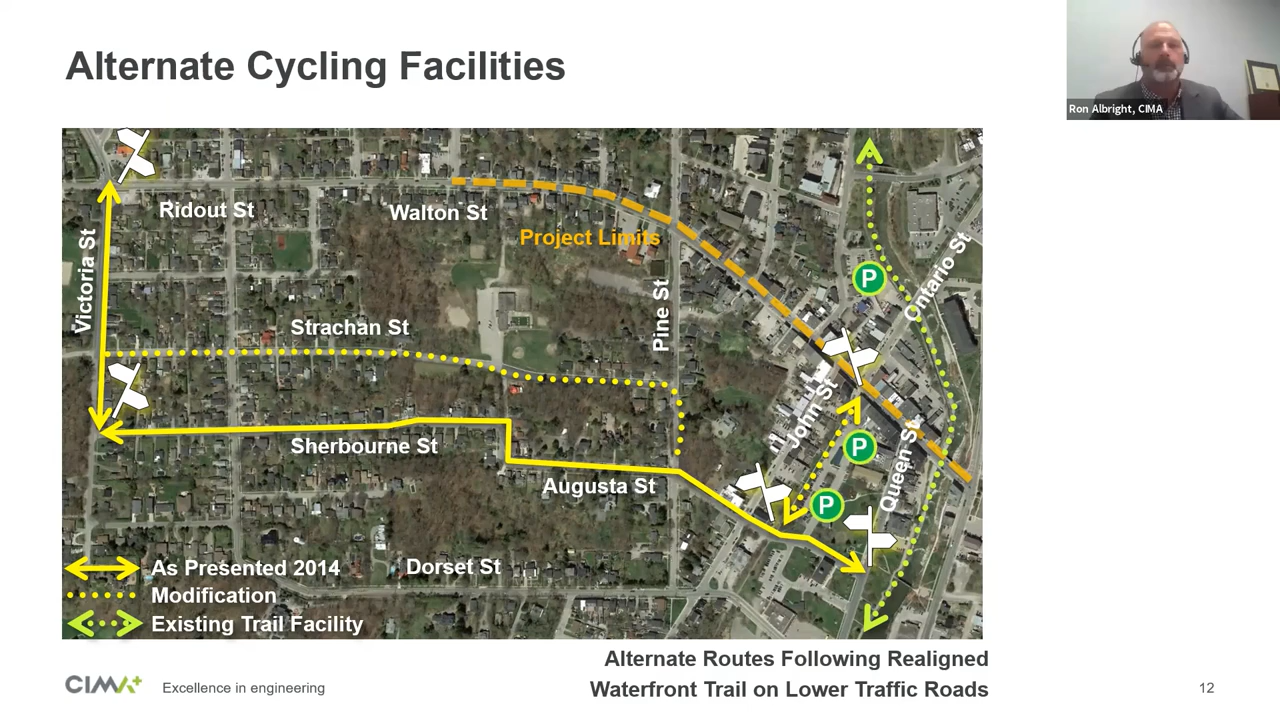 Alternate Cycling Facilities
Ron Albright, CIMA
Ridout St
Walton St
Project Limits
Victoria St
Pine St
Ontario St
P
Strachan St
John St
P
Queen St
Sherbourne St
Augusta St
P
Dorset St
As Presented 2014
Modification
Existing Trail Facility
Alternate Routes Following Realigned
Waterfront Trail on Lower Traffic Roads
CIMA+
Excellence in engineering
12